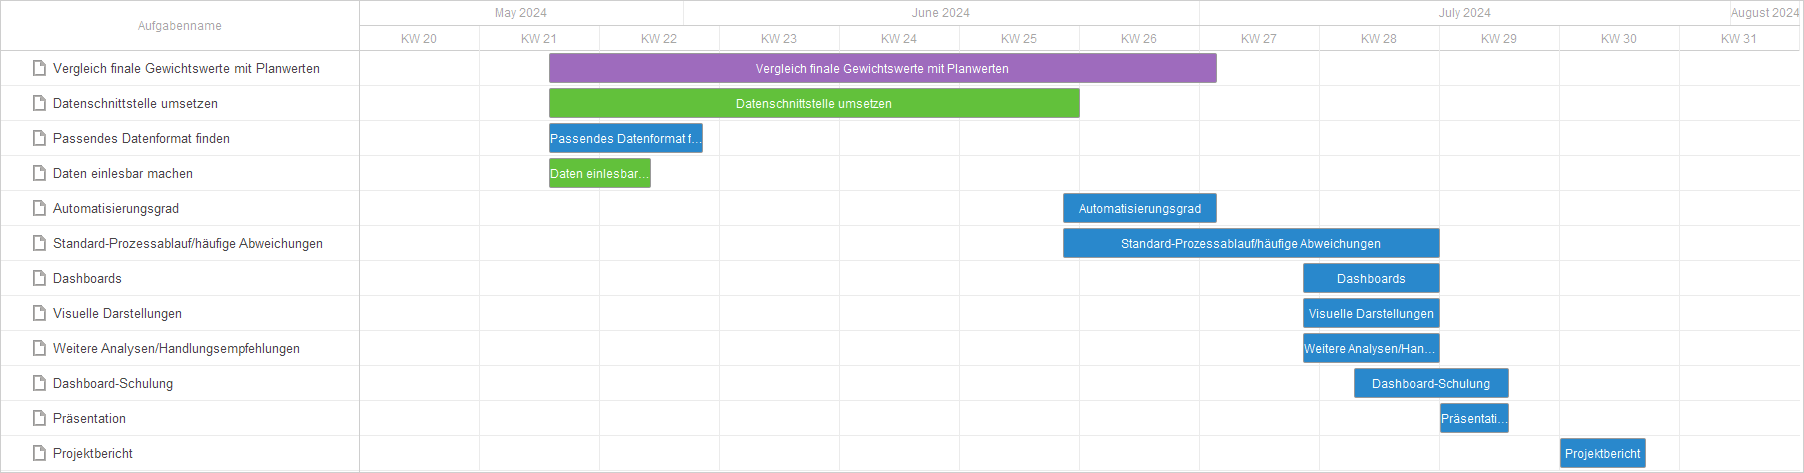 Aufgabenname
May 2024 June 2024 July 2024 August 2024
KW 20 KW 21 KW 22 KW 23 KW 24 KW 25 KW 26 KW 27 KW 28 KW 29 KW 30 KW 31
Vergleich finale Gewichtswerte mit Planwerten Vergleich finale Gewichtswerte mit Planwerten
Datenschnittstelle umsetzen Datenschnittstelle umsetzen
Passendes Datenformat finden Passendes Datenformat f...
Daten einlesbar machen Daten einlesbar...
Automatisierungsgrad Automatisierungsgrad
Standard-Prozessablauf/häufige Abweichungen Standard-Prozessablauf/häufige Abweichungen
Dashboards Dashboards
Visuelle Darstellungen Visuelle Darstellungen
Weitere Analysen/Handlungsempfehlungen Weitere Analysen/Han...
Dashboard-Schulung Dashboard-Schulung
Präsentation Präsentati...
Projektbericht Projektbericht